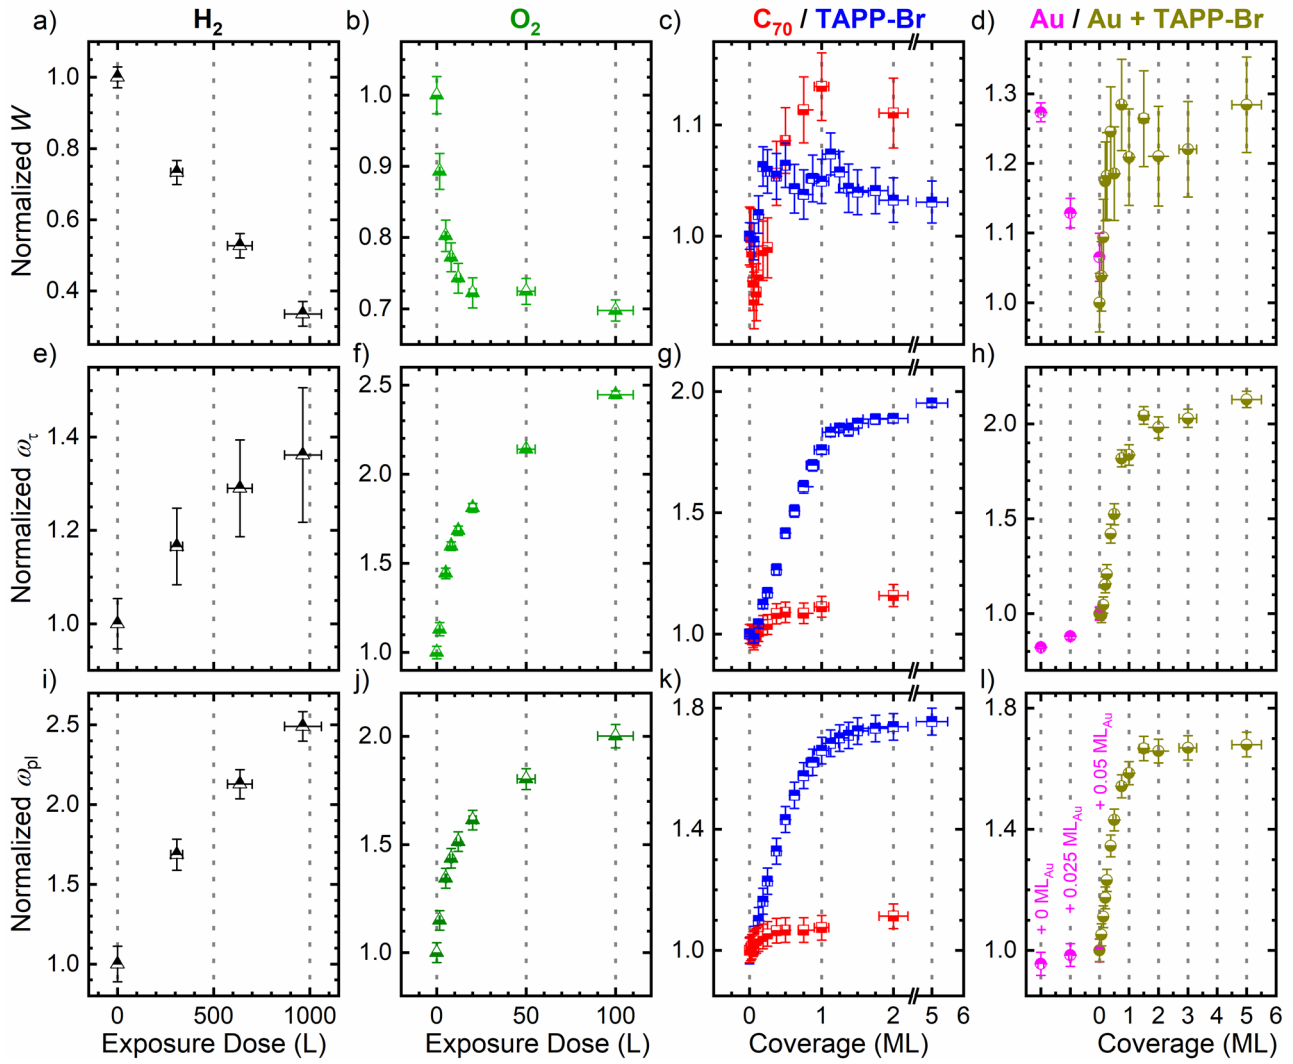 a) H₂ b) O₂ c) C₇₀ / TAPP-Br d) Au / Au + TAPP-Br
Normalized W
1.0
0.8
0.6
0.4
1.0
0.9
0.8
0.7
1.1
1.0
1.3
1.2
1.1
1.0
e) f) g) h)
Normalized ωτ
1.4
1.2
1.0
2.5
2.0
1.5
1.0
2.0
1.5
1.0
2.0
1.5
1.0
i) j) k) l)
Normalized ωpl
2.5
2.0
1.5
1.0
2.0
1.5
1.0
1.8
1.4
1.0
1.8
1.4
1.0
+ 0 MLAu
+ 0.025 MLAu
+ 0.05 MLAu
0 500 1000
0 50 100
0 1 2 5 6
0 1 2 3 4 5 6
Exposure Dose (L) Exposure Dose (L) Coverage (ML) Coverage (ML)